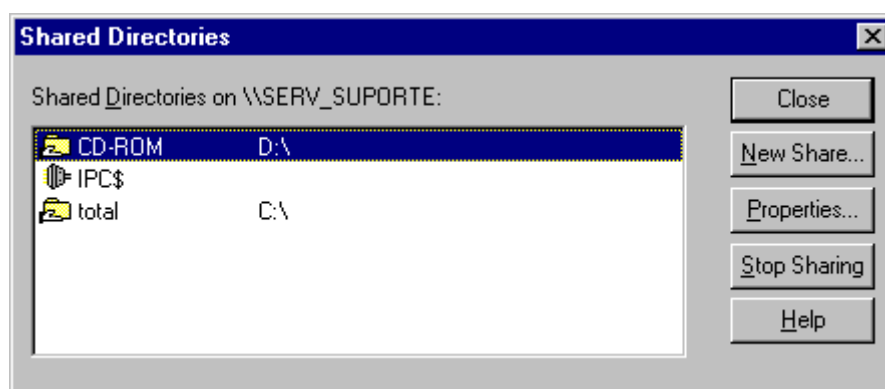 Shared Directories
Shared Directories on \\SERV_SUPORTE:
CD-ROM D:\
IPC$
total C:\
Close
New Share...
Properties...
Stop Sharing
Help